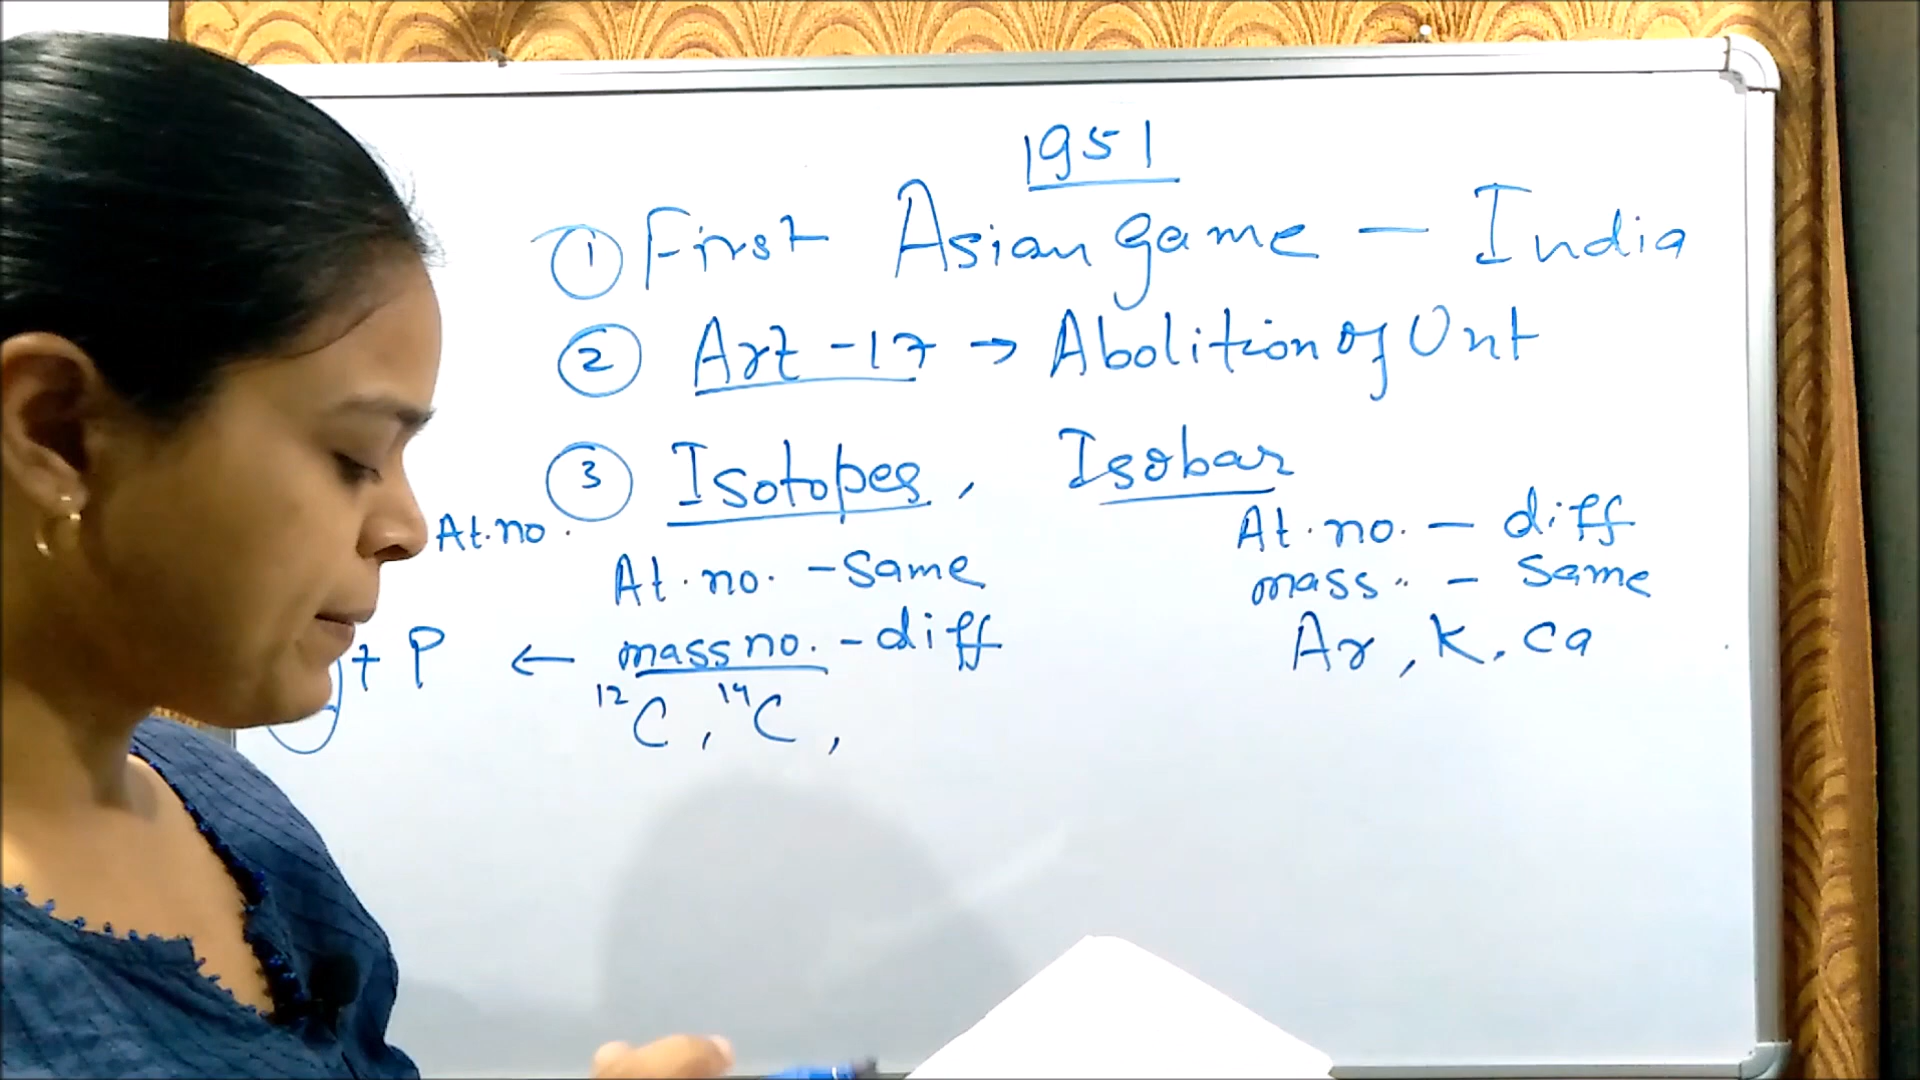 1951
① First Asian game — India
② Art -17 → Abolition of Unt
③ Isotopes, Isobar
At.no.
At.no. - Same
mass no. - diff
+ P ←
12C, 14C,
At.no. - diff
mass " - Same
Ar, K, Ca